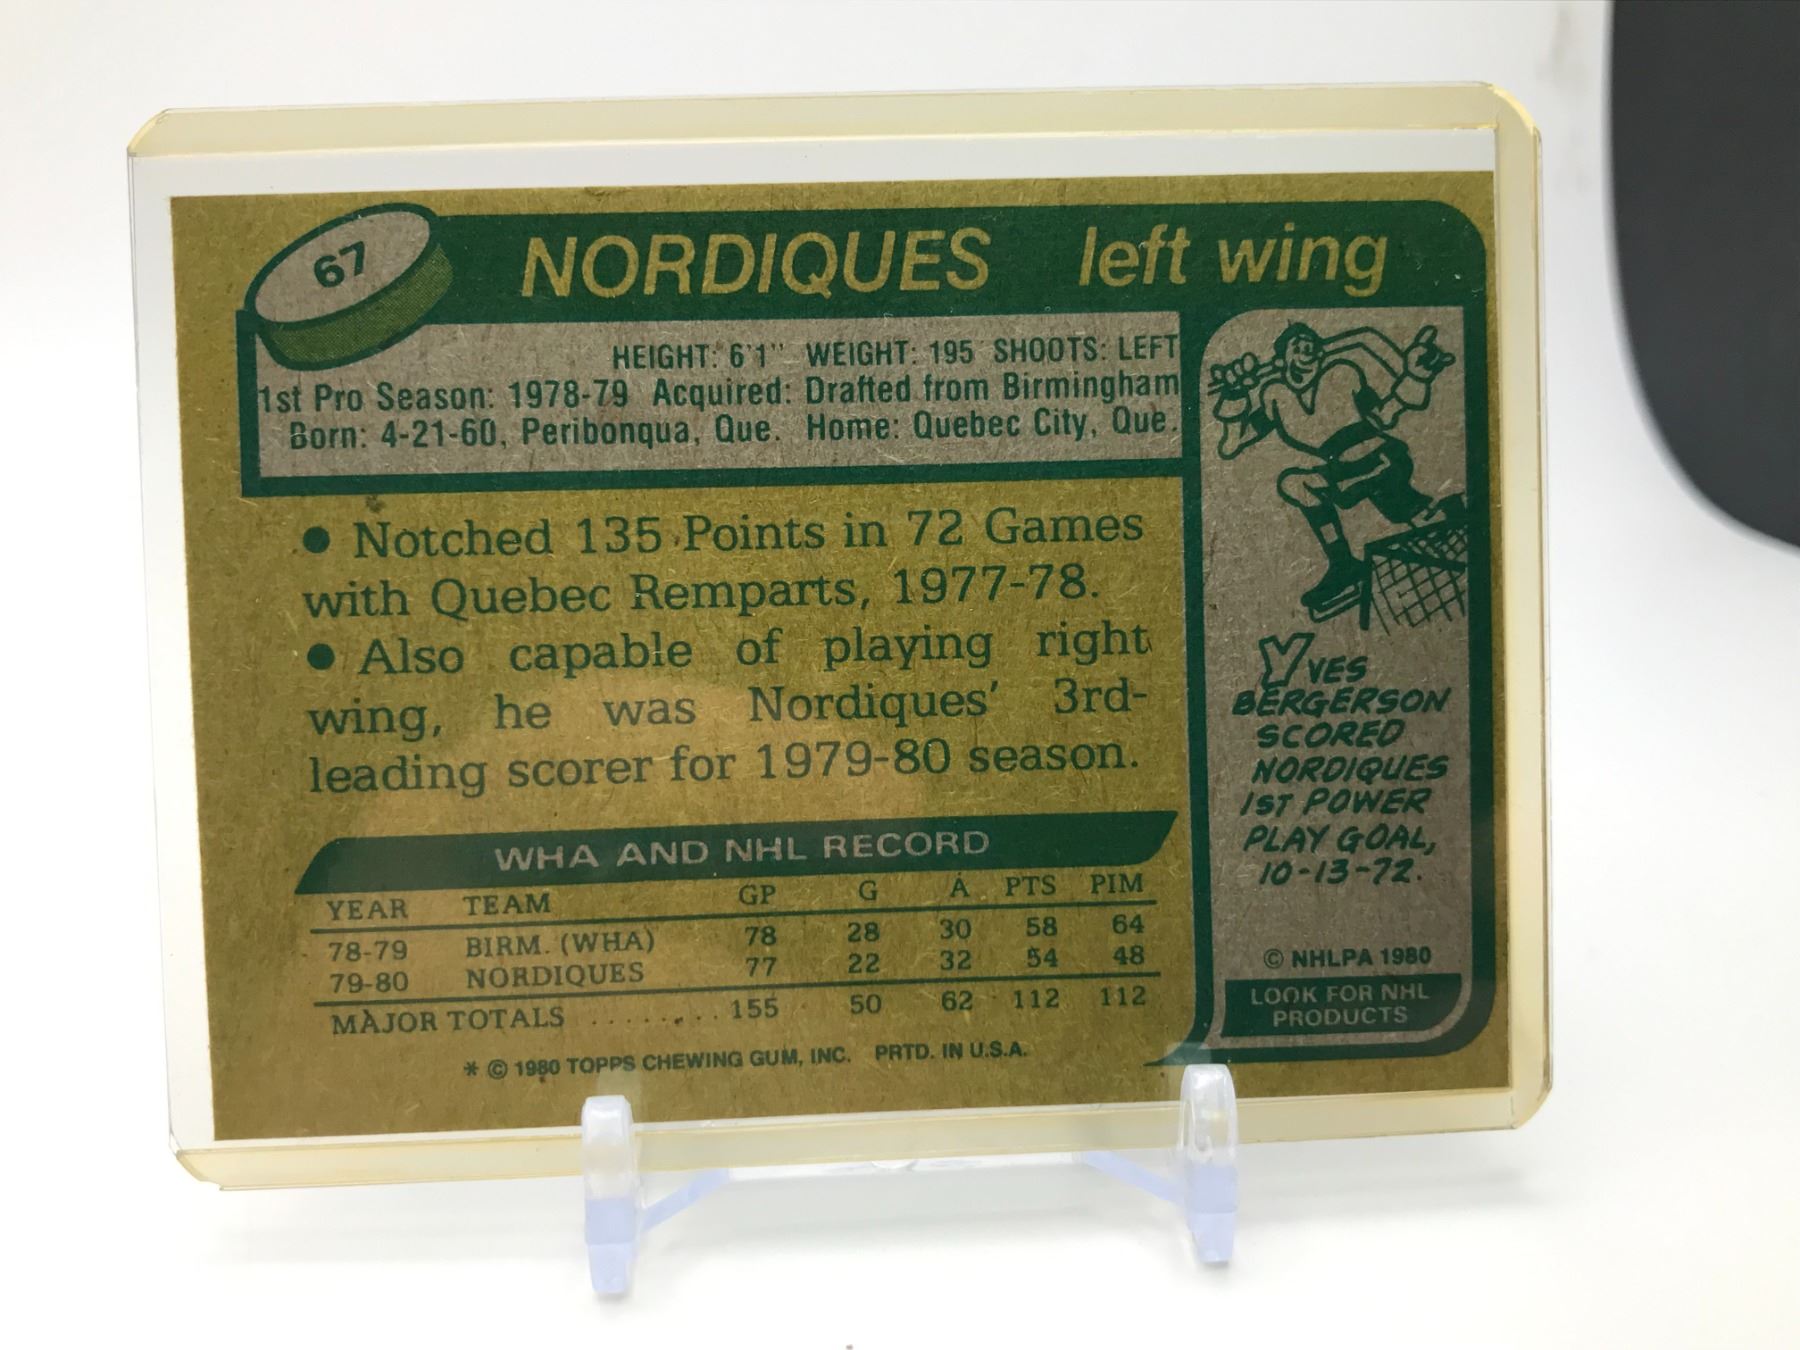 67
NORDIQUES left wing
HEIGHT: 6'1" WEIGHT: 195 SHOOTS: LEFT
1st Pro Season: 1978-79 Acquired: Drafted from Birmingham
Born: 4-21-60, Peribonqua, Que. Home: Quebec City, Que.
• Notched 135 Points in 72 Games
with Quebec Remparts, 1977-78.
• Also capable of playing right
wing, he was Nordiques' 3rd-
leading scorer for 1979-80 season.
WHA AND NHL RECORD
YEAR TEAM GP G A PTS PIM
78-79 BIRM. (WHA) 78 28 30 58 64
79-80 NORDIQUES 77 22 32 54 48
MAJOR TOTALS ......... 155 50 62 112 112
* © 1980 TOPPS CHEWING GUM, INC. PRTD. IN U.S.A.
YVES
BERGERSON
SCORED
NORDIQUES
1ST POWER
PLAY GOAL,
10-13-72.
© NHLPA 1980
LOOK FOR NHL
PRODUCTS